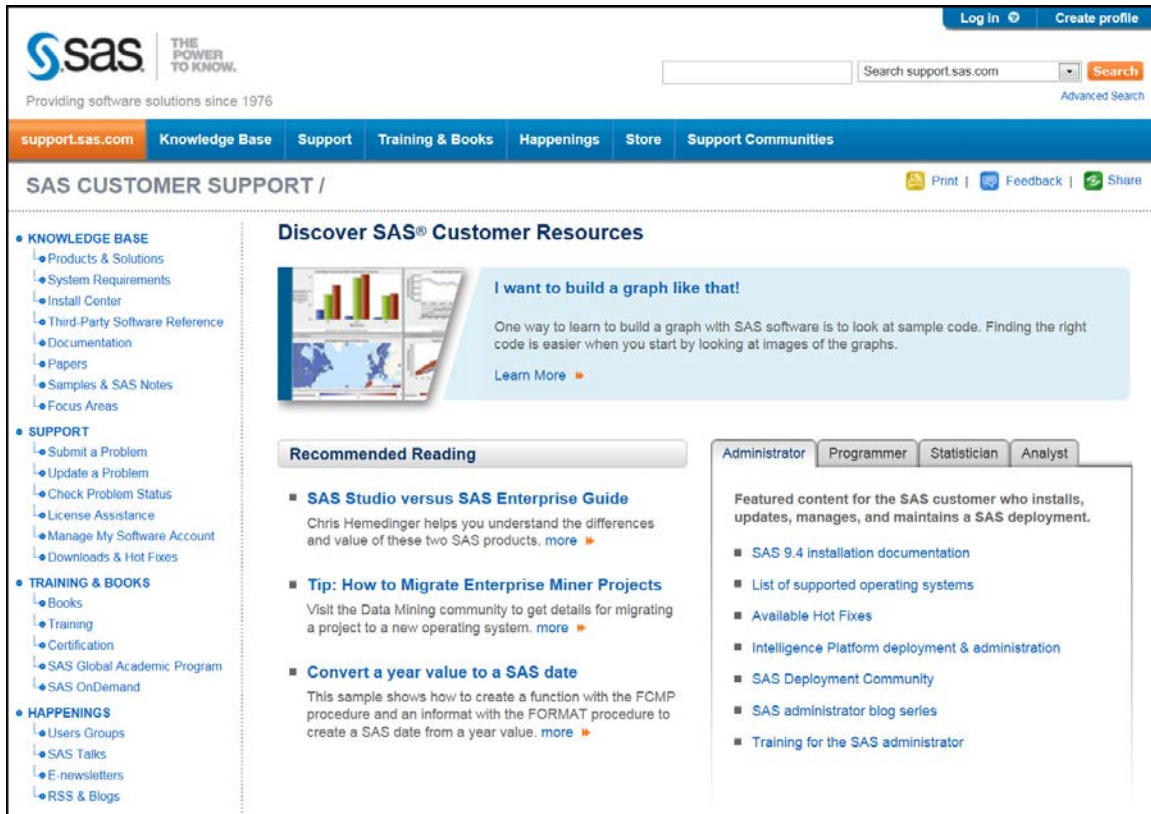 Log in
Create profile
sas
THE
POWER
TO KNOW.
Providing software solutions since 1976
Search support.sas.com
Search
Advanced Search
support.sas.com
Knowledge Base
Support
Training & Books
Happenings
Store
Support Communities
SAS CUSTOMER SUPPORT /
Print |
Feedback |
Share
KNOWLEDGE BASE
Products & Solutions
System Requirements
Install Center
Third-Party Software Reference
Documentation
Papers
Samples & SAS Notes
Focus Areas
SUPPORT
Submit a Problem
Update a Problem
Check Problem Status
License Assistance
Manage My Software Account
Downloads & Hot Fixes
TRAINING & BOOKS
Books
Training
Certification
SAS Global Academic Program
SAS OnDemand
HAPPENINGS
Users Groups
SAS Talks
E-newsletters
RSS & Blogs
Discover SAS® Customer Resources
I want to build a graph like that!
One way to learn to build a graph with SAS software is to look at sample code. Finding the right
code is easier when you start by looking at images of the graphs.
Learn More
Recommended Reading
SAS Studio versus SAS Enterprise Guide
Chris Hemedinger helps you understand the differences
and value of these two SAS products. more
Tip: How to Migrate Enterprise Miner Projects
Visit the Data Mining community to get details for migrating
a project to a new operating system. more
Convert a year value to a SAS date
This sample shows how to create a function with the FCMP
procedure and an informat with the FORMAT procedure to
create a SAS date from a year value. more
Administrator
Programmer
Statistician
Analyst
Featured content for the SAS customer who installs,
updates, manages, and maintains a SAS deployment.
SAS 9.4 installation documentation
List of supported operating systems
Available Hot Fixes
Intelligence Platform deployment & administration
SAS Deployment Community
SAS administrator blog series
Training for the SAS administrator